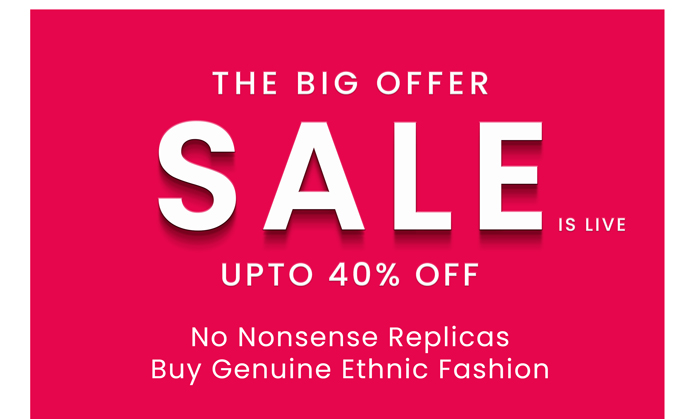 THE BIG OFFER
SALE
IS LIVE
UPTO 40% OFF
No Nonsense Replicas
Buy Genuine Ethnic Fashion